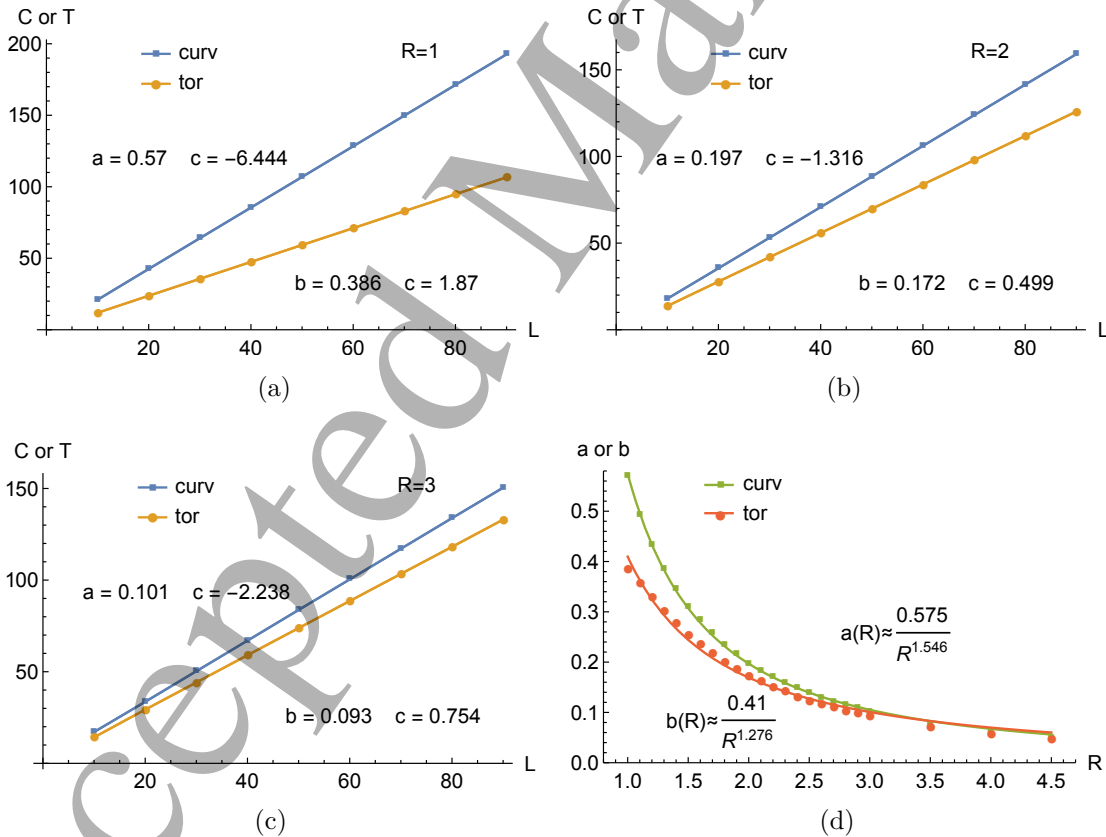 C or T
200
150
100
50
20 40 60 80 L
curv
tor
R=1
a = 0.57 c = −6.444
b = 0.386 c = 1.87
(a)
C or T
150
100
50
20 40 60 80 L
curv
tor
R=2
a = 0.197 c = −1.316
b = 0.172 c = 0.499
(b)
C or T
150
100
50
20 40 60 80 L
curv
tor
R=3
a = 0.101 c = −2.238
b = 0.093 c = 0.754
(c)
a or b
0.5
0.4
0.3
0.2
0.1
0.0
1.0 1.5 2.0 2.5 3.0 3.5 4.0 4.5 R
curv
tor
a(R)≈ 0.575 / R^1.546
b(R)≈ 0.41 / R^1.276
(d)